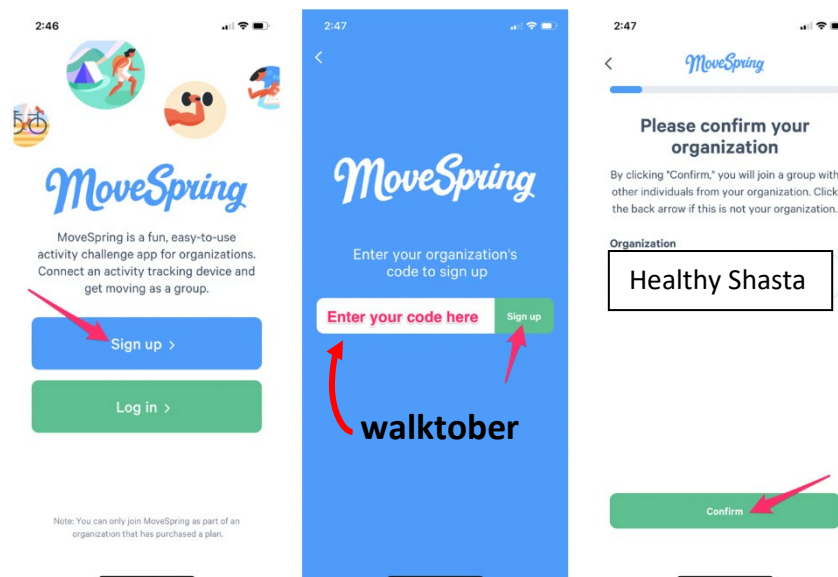 2:46
MoveSpring
MoveSpring is a fun, easy-to-use
activity challenge app for organizations.
Connect an activity tracking device and
get moving as a group.
Sign up >
Log in >
Note: You can only join MoveSpring as part of an
organization that has purchased a plan.
2:47
MoveSpring
Enter your organization's
code to sign up
Enter your code here
Sign up
walktober
2:47
MoveSpring
Please confirm your
organization
By clicking "Confirm," you will join a group with
other individuals from your organization. Click
the back arrow if this is not your organization.
Organization
Healthy Shasta
Confirm